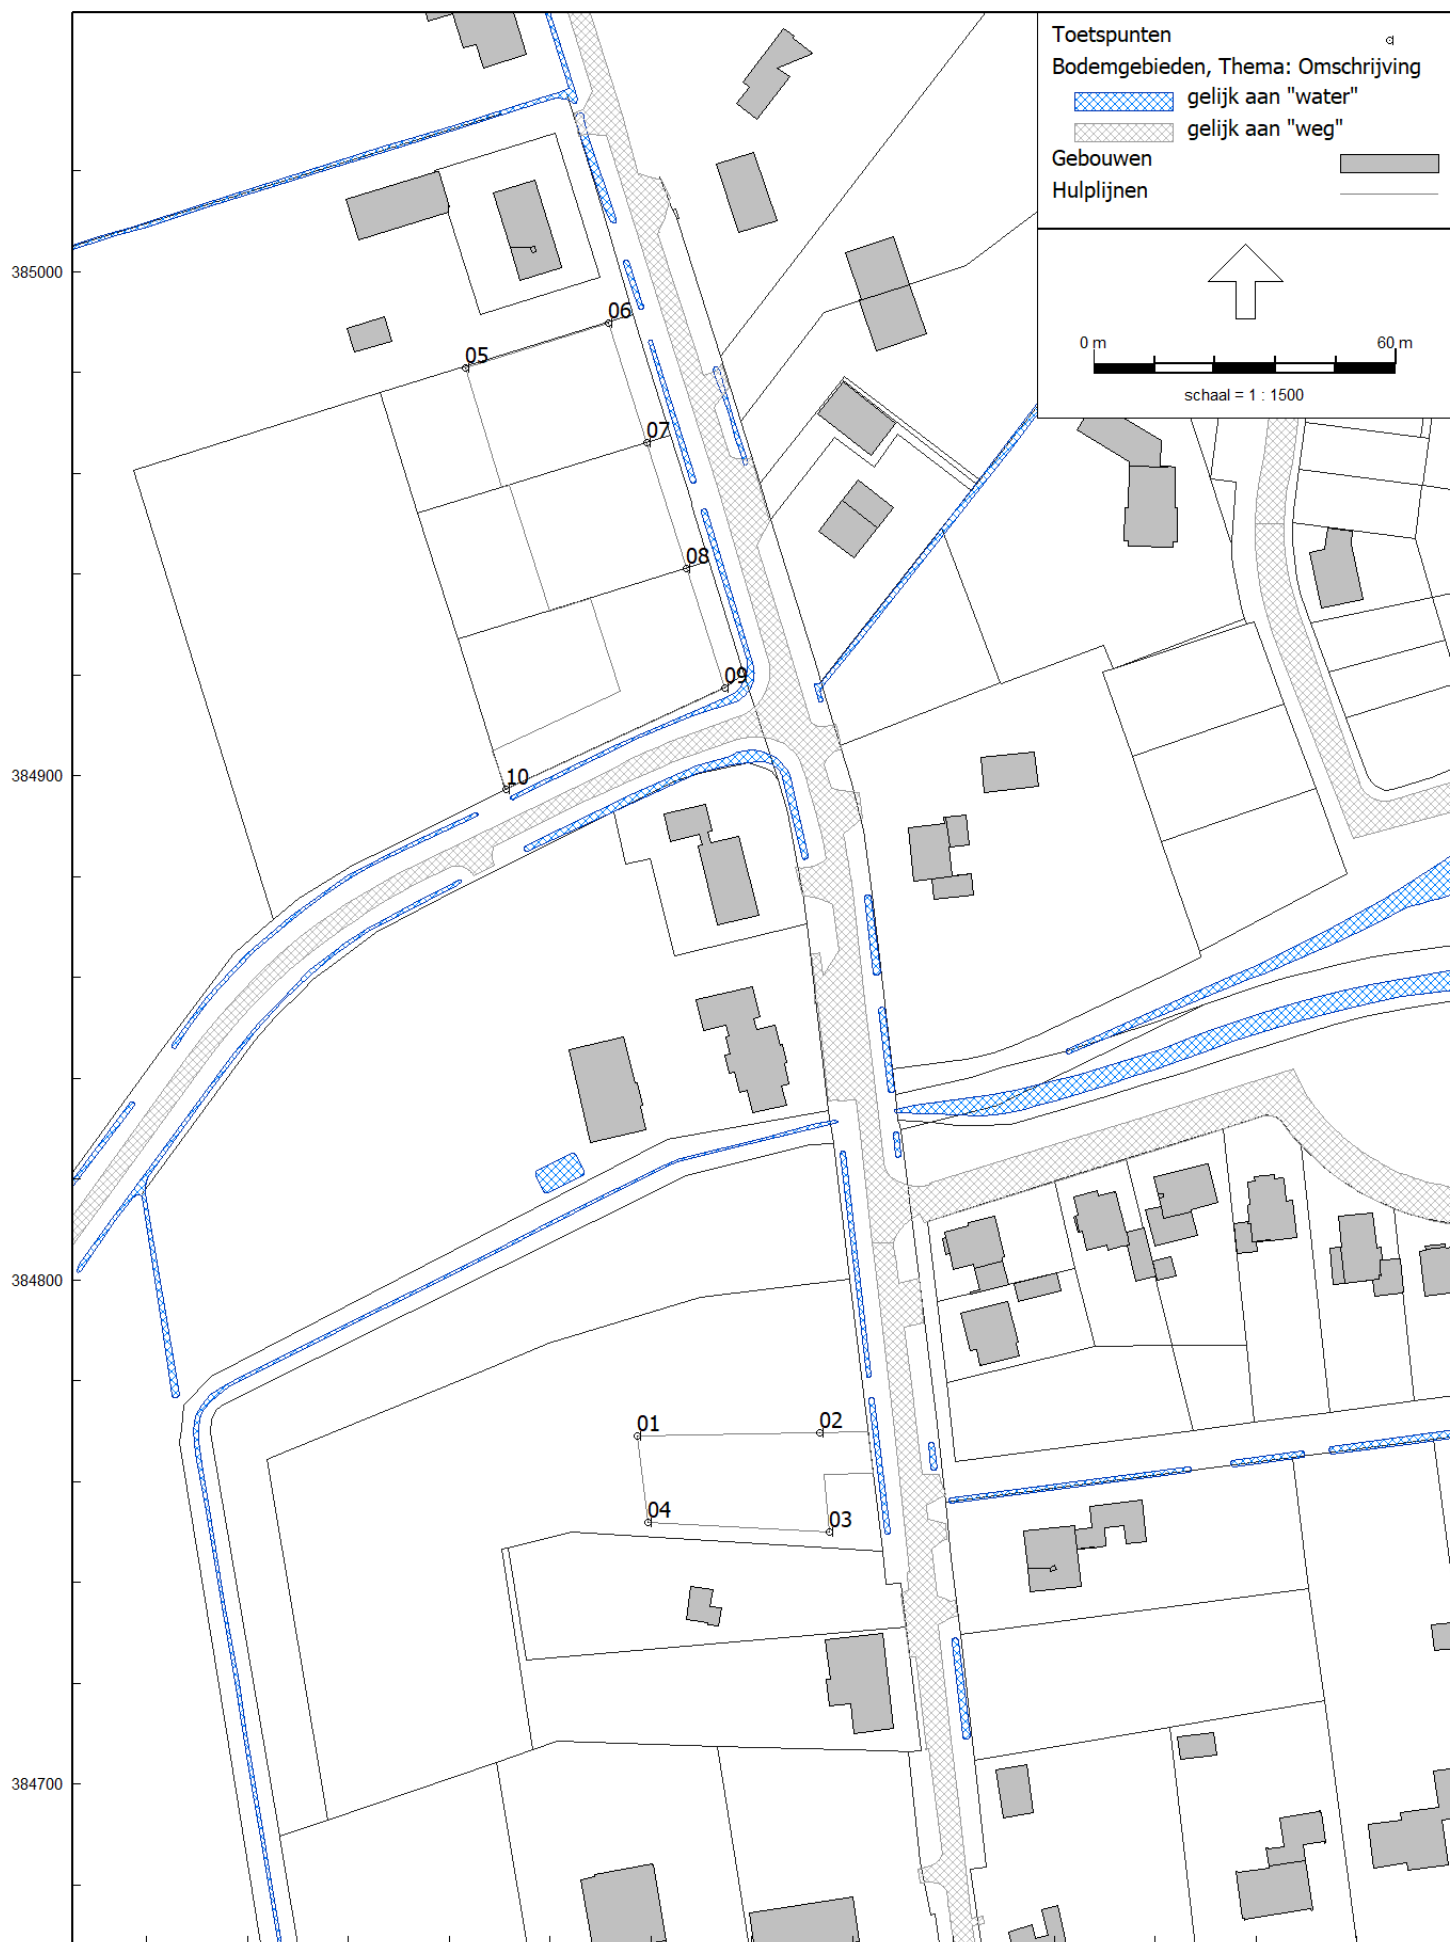 Toetspunten
Bodemgebieden, Thema: Omschrijving
gelijk aan "water"
gelijk aan "weg"
Gebouwen
Hulplijnen
0 m 60 m
schaal = 1 : 1500
385000
06
05
07
08
09
384900
10
384800
01
02
04
03
384700